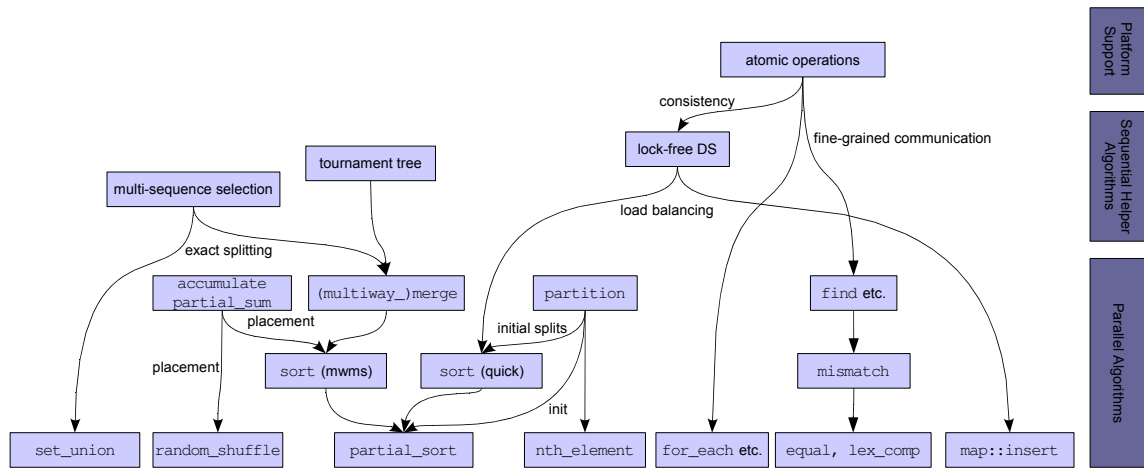 Platform
Support
atomic operations
consistency
fine-grained communication
Sequential Helper
Algorithms
lock-free DS
tournament tree
multi-sequence selection
load balancing
exact splitting
Parallel Algorithms
accumulate
partial_sum
(multiway_)merge
partition
find etc.
placement
initial splits
placement
sort (mwms)
sort (quick)
mismatch
init
set_union
random_shuffle
partial_sort
nth_element
for_each etc.
equal, lex_comp
map::insert